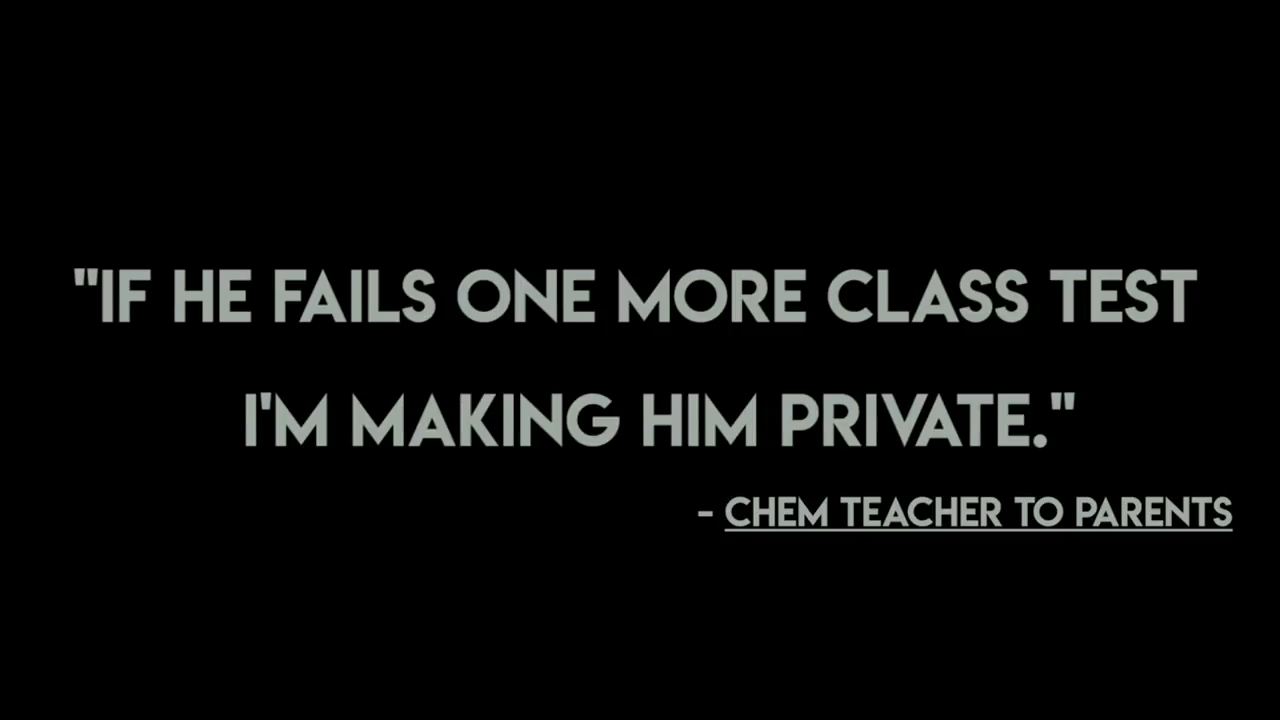 "IF HE FAILS ONE MORE CLASS TEST
I'M MAKING HIM PRIVATE."
- CHEM TEACHER TO PARENTS